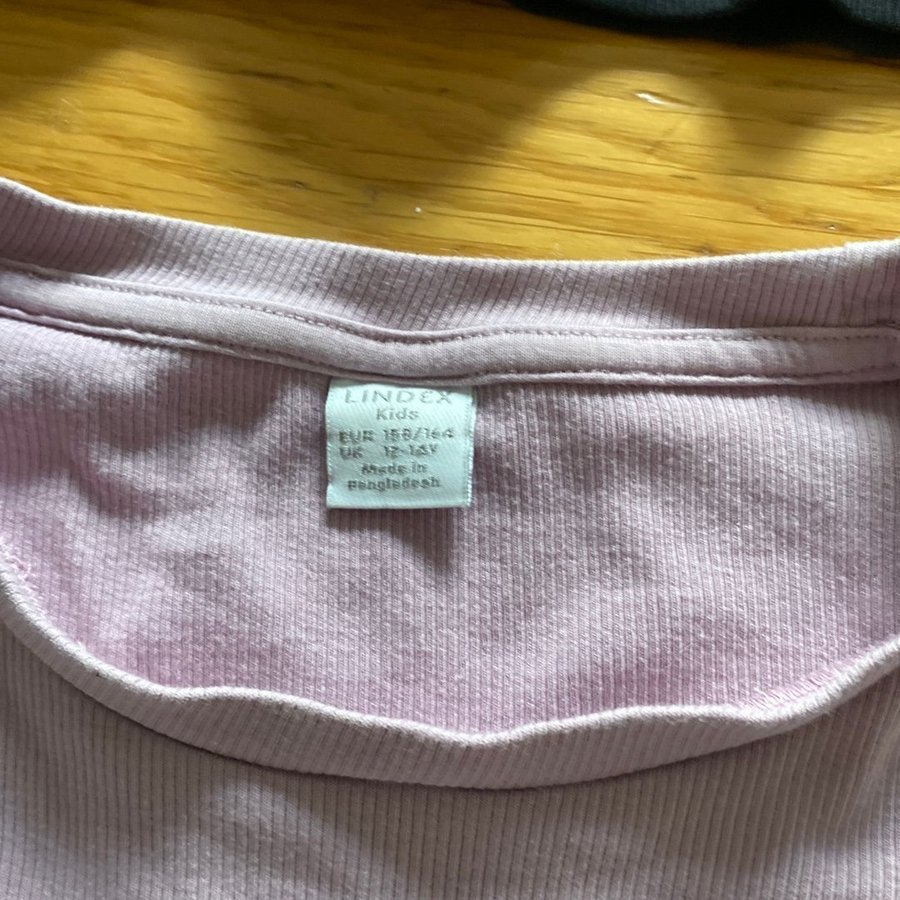 LINDEX
Kids
EUR 158/164
UK 12-14Y
Made in
Bangladesh